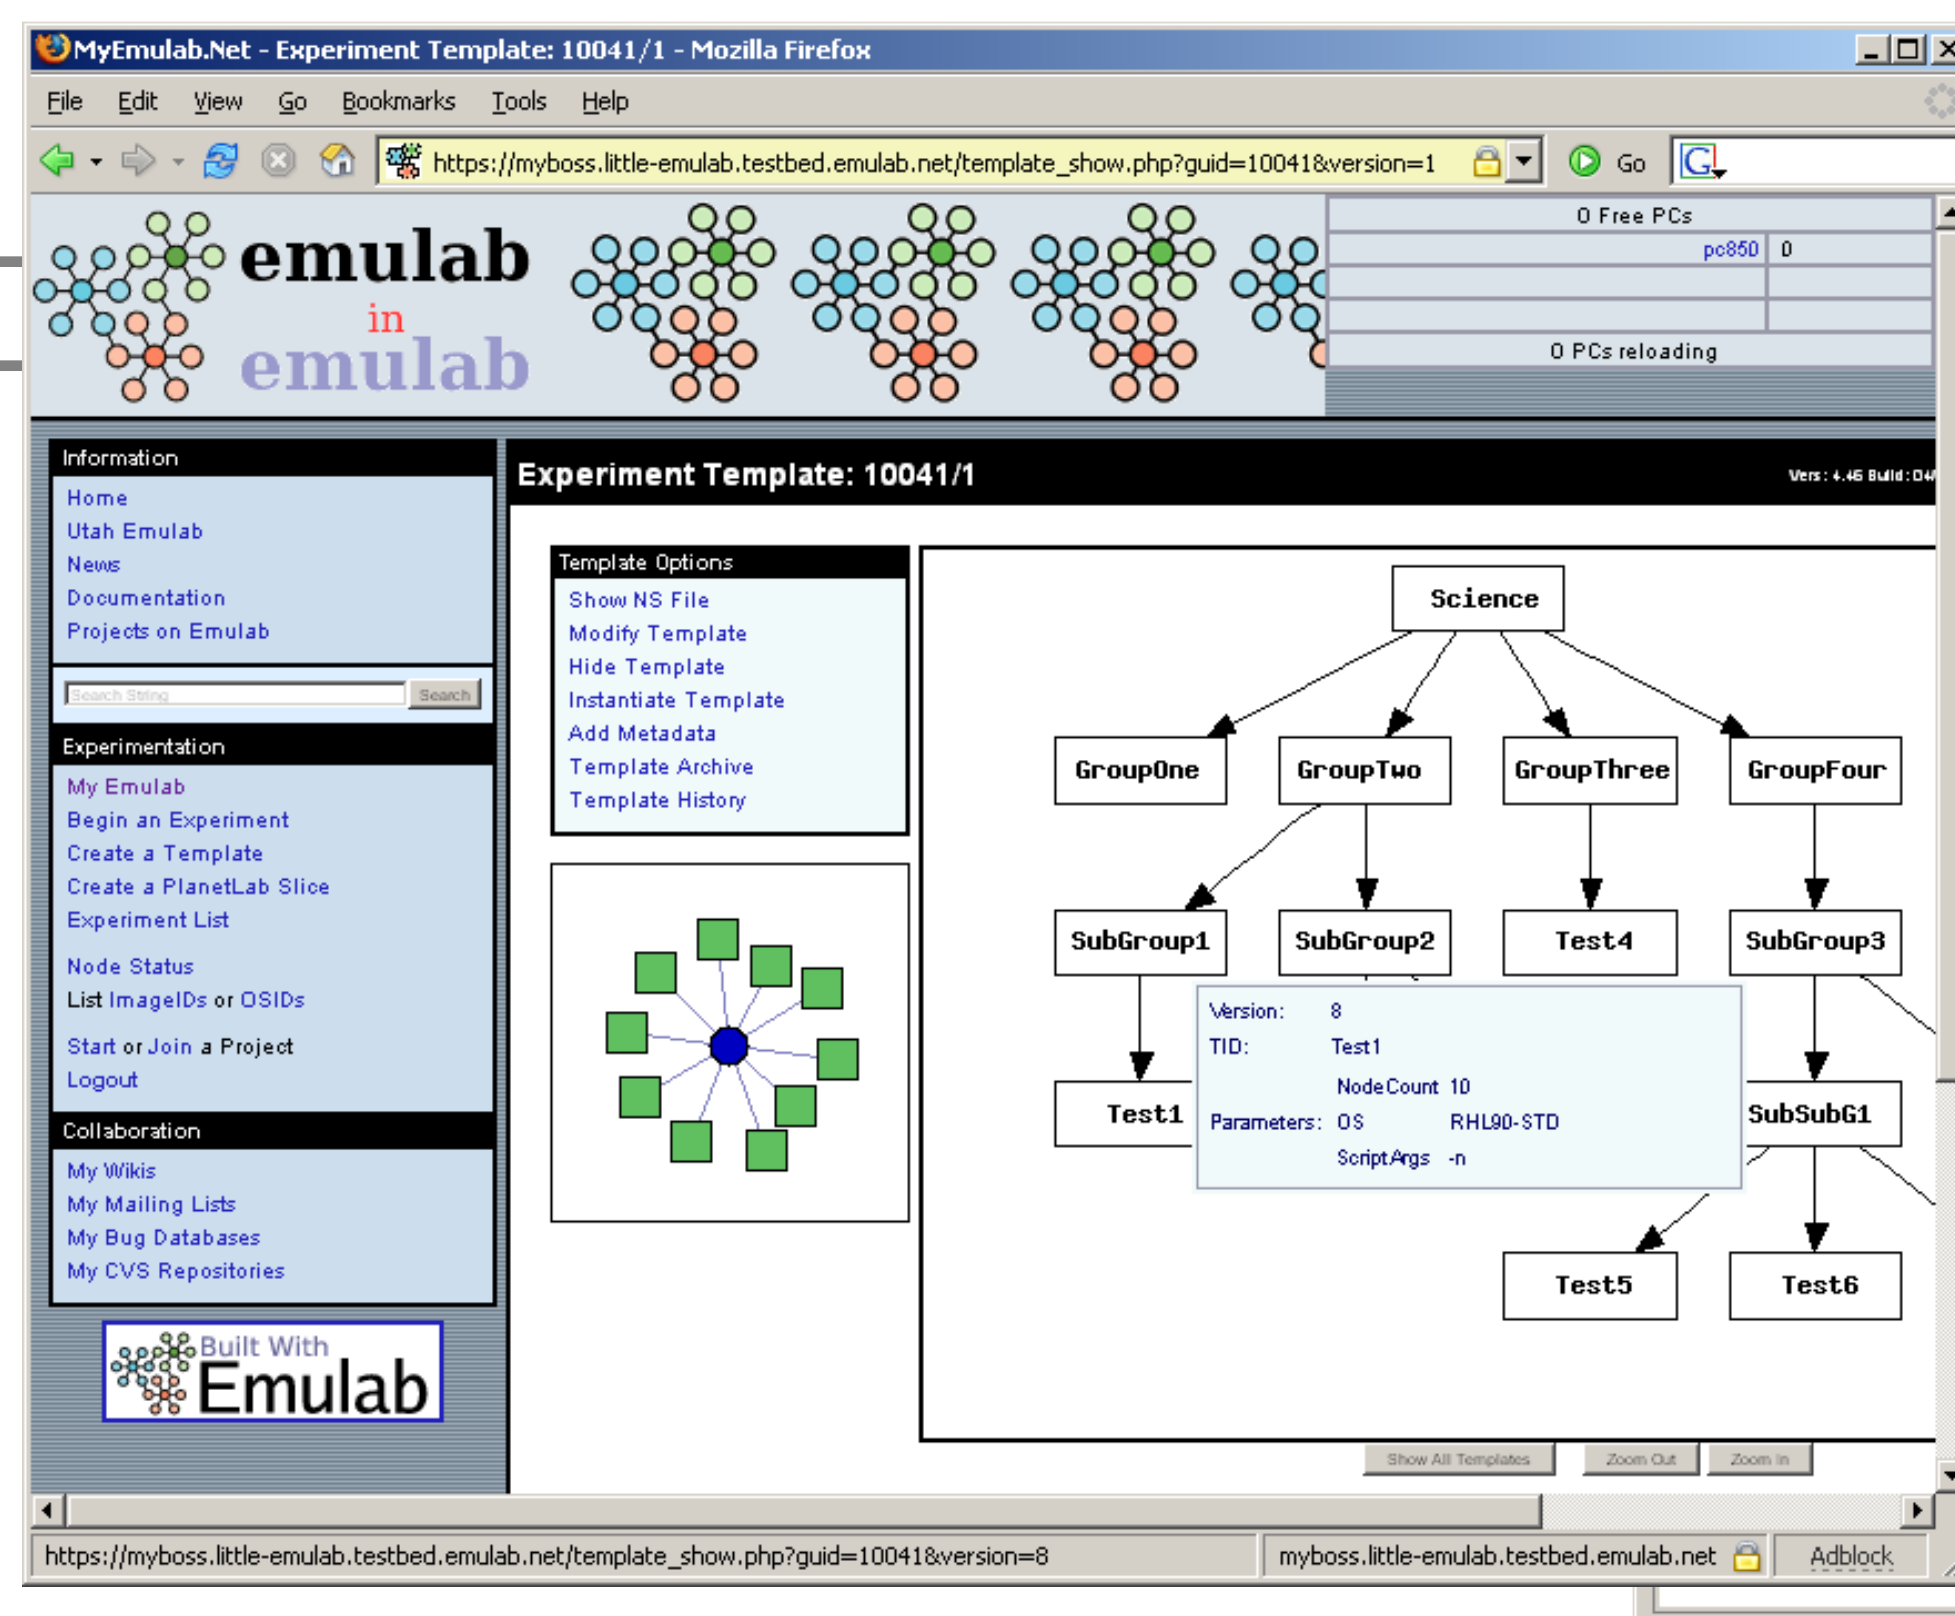 MyEmulab.Net - Experiment Template: 10041/1 - Mozilla Firefox
File Edit View Go Bookmarks Tools Help
https://myboss.little-emulab.testbed.emulab.net/template_show.php?guid=10041&version=1
Go
G
emulab
in
emulab
0 Free PCs
pc850 0
0 PCs reloading
Information
Home
Utah Emulab
News
Documentation
Projects on Emulab
Search String
Search
Experimentation
My Emulab
Begin an Experiment
Create a Template
Create a PlanetLab Slice
Experiment List
Node Status
List ImageIDs or OSIDs
Start or Join a Project
Logout
Collaboration
My Wikis
My Mailing Lists
My Bug Databases
My CVS Repositories
Built With
Emulab
Experiment Template: 10041/1
Vers: 4.46 Build:
Template Options
Show NS File
Modify Template
Hide Template
Instantiate Template
Add Metadata
Template Archive
Template History
Science
GroupOne GroupTwo GroupThree GroupFour
SubGroup1 SubGroup2 Test4 SubGroup3
Version: 8
TID: Test1
NodeCount 10
Parameters: OS RHL90-STD
ScriptArgs -n
Test1 SubSubG1
Test5 Test6
Show All Templates Zoom Out Zoom In
https://myboss.little-emulab.testbed.emulab.net/template_show.php?guid=10041&version=8
myboss.little-emulab.testbed.emulab.net
Adblock